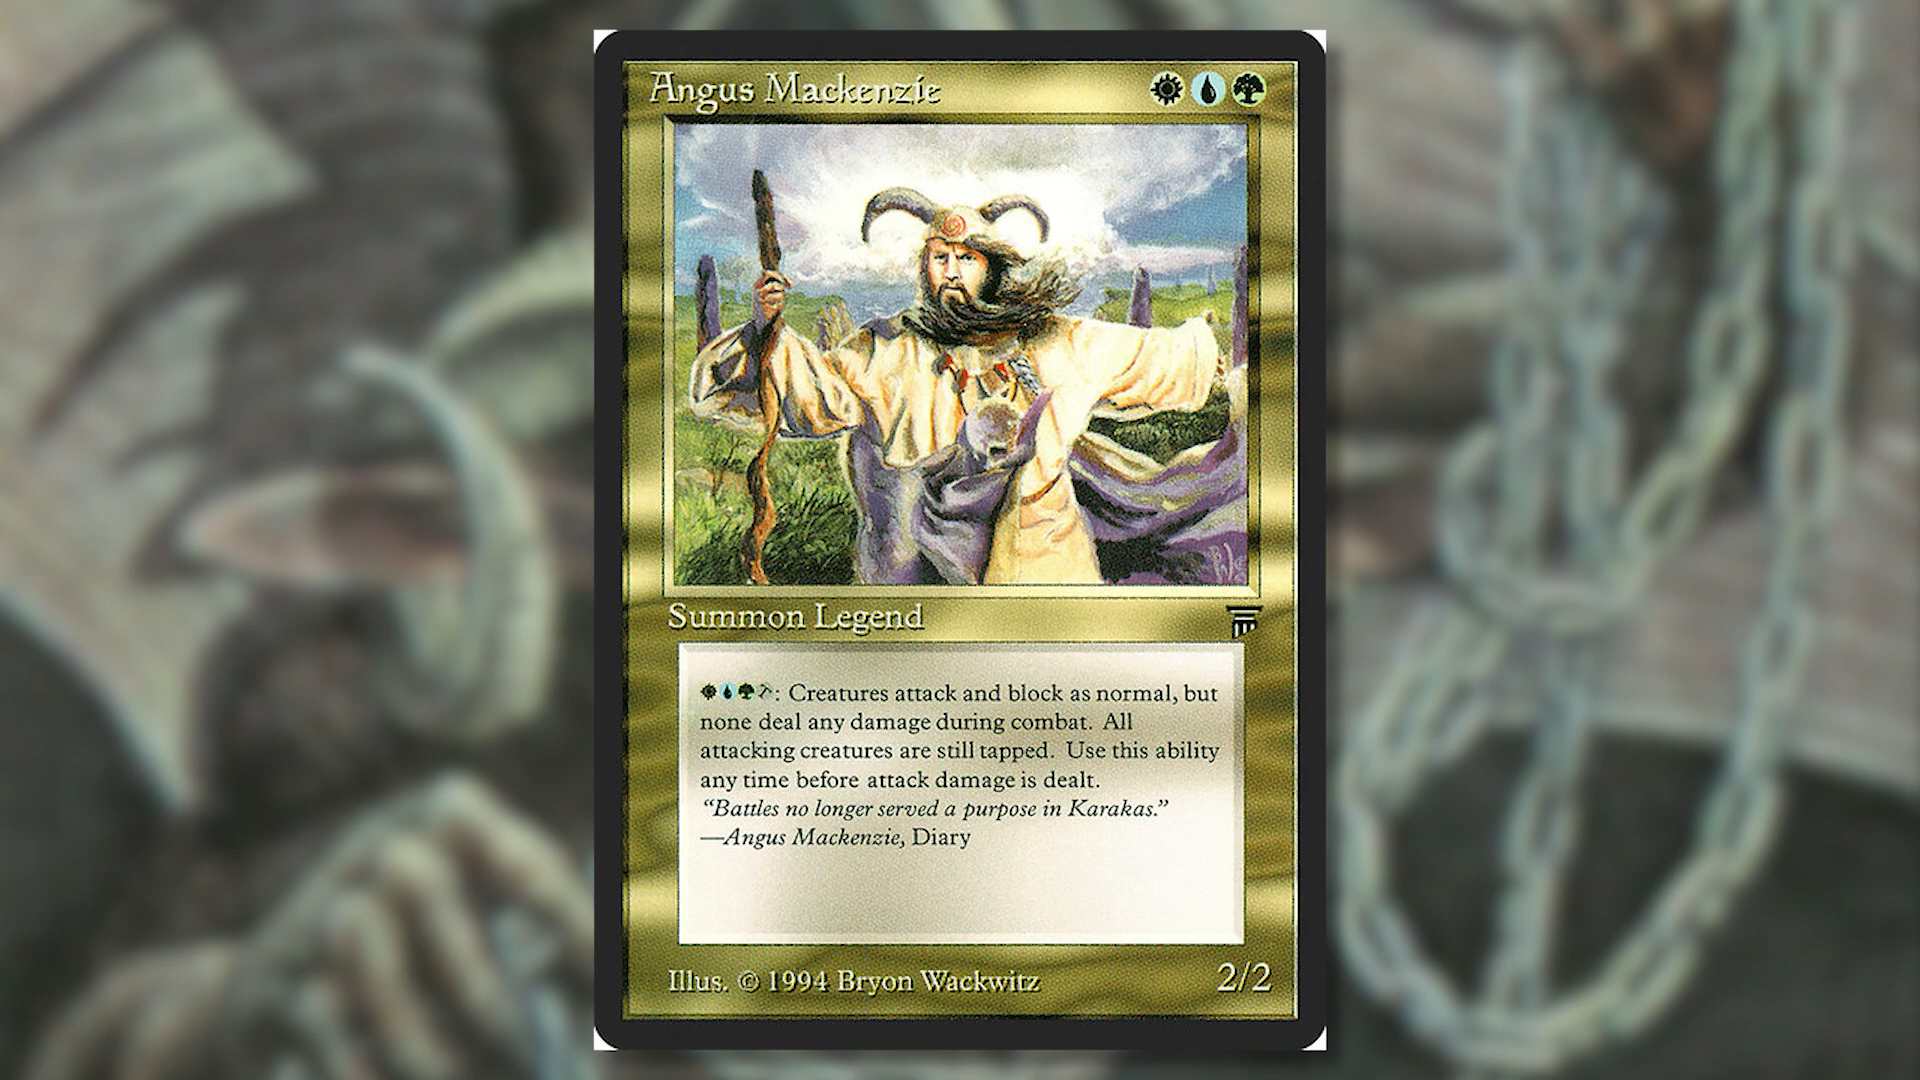 Angus Mackenzie
Summon Legend
: Creatures attack and block as normal, but
none deal any damage during combat. All
attacking creatures are still tapped. Use this ability
any time before attack damage is dealt.
“Battles no longer served a purpose in Karakas.”
—Angus Mackenzie, Diary
Illus. © 1994 Bryon Wackwitz
2/2